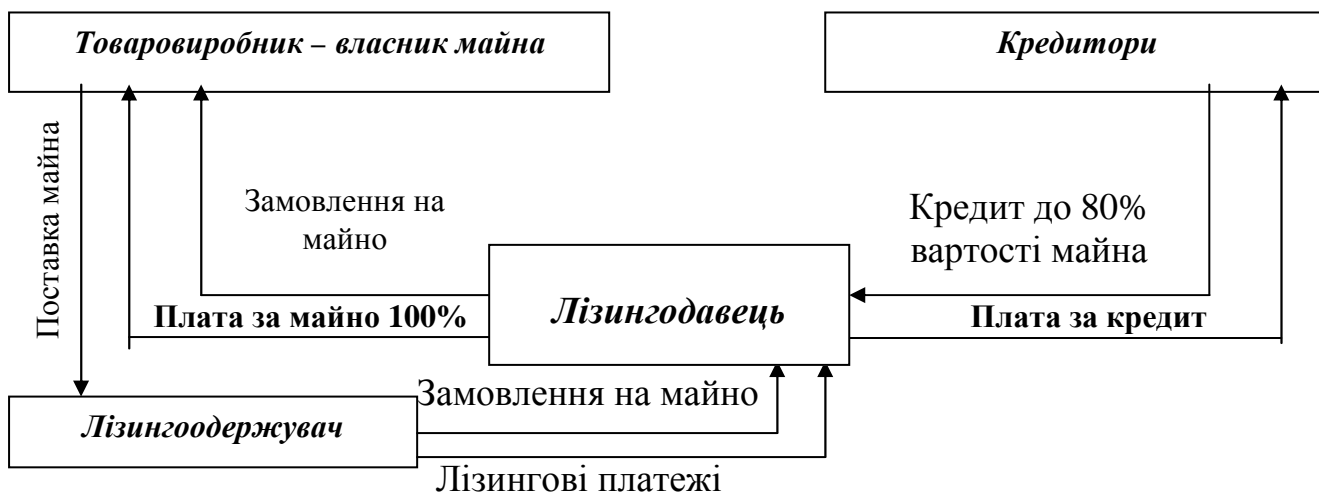 Товаровиробник – власник майна
Кредитори
Поставка майна
Замовлення на
майно
Кредит до 80%
вартості майна
Плата за майно 100%
Лізингодавець
Плата за кредит
Замовлення на майно
Лізингоодержувач
Лізингові платежі